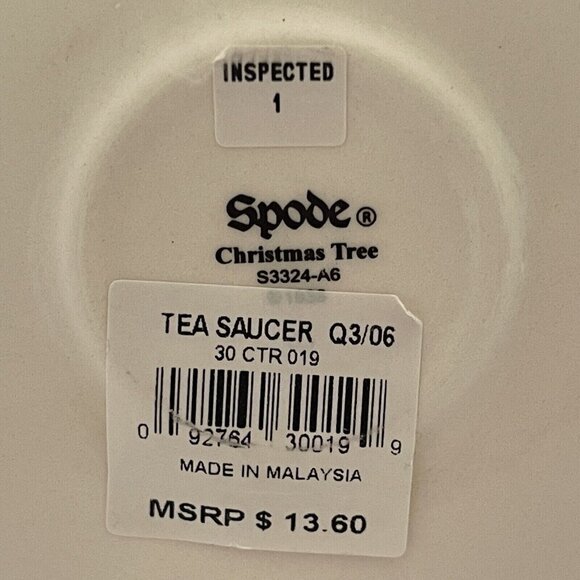 INSPECTED
1
Spode®
Christmas Tree
S3324-A6
TEA SAUCER Q3/06
30 CTR 019
0 92764 30019 9
MADE IN MALAYSIA
MSRP $ 13.60